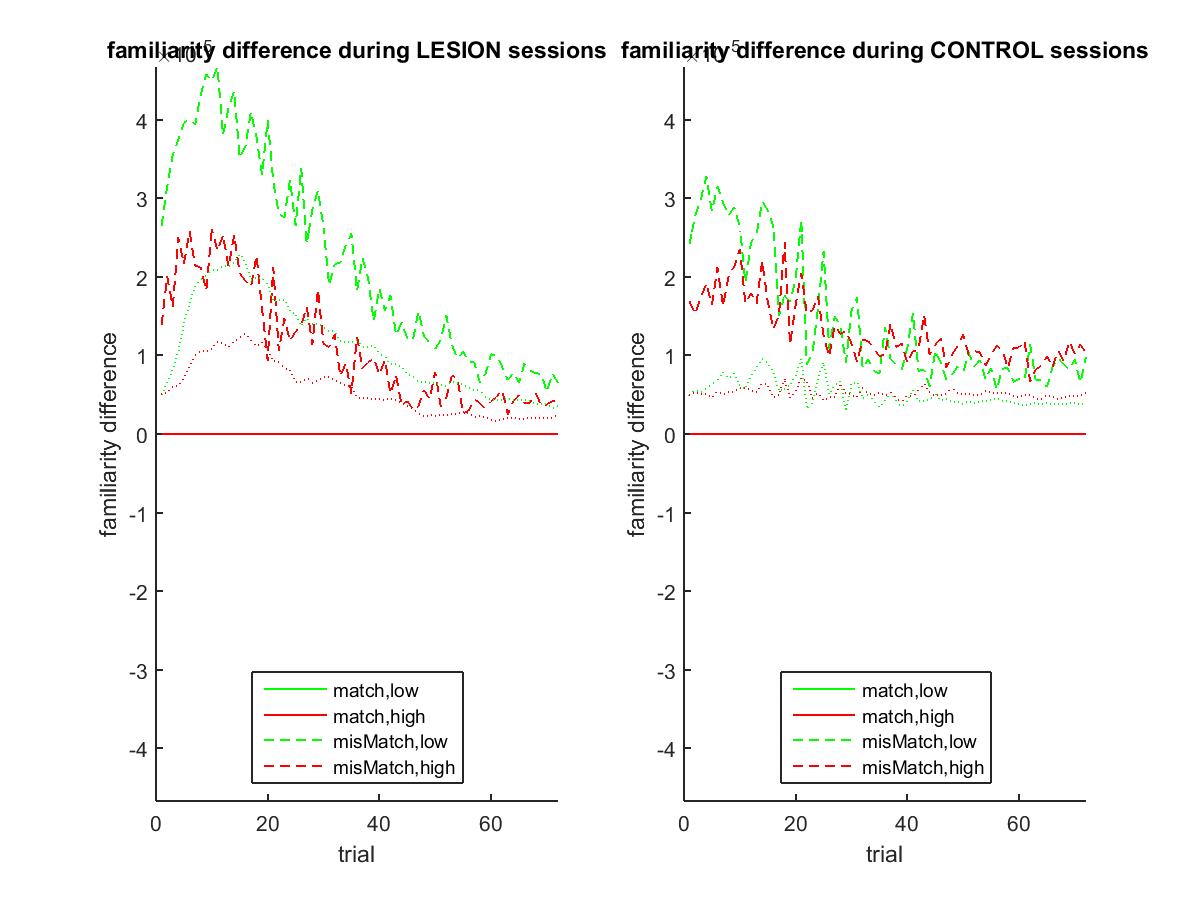 familiarity difference during LESION sessions
familiarity difference during CONTROL sessions
familiarity difference
4
3
2
1
0
-1
-2
-3
-4
0
20
40
60
trial
match,low
match,high
misMatch,low
misMatch,high
familiarity difference
4
3
2
1
0
-1
-2
-3
-4
0
20
40
60
trial
match,low
match,high
misMatch,low
misMatch,high